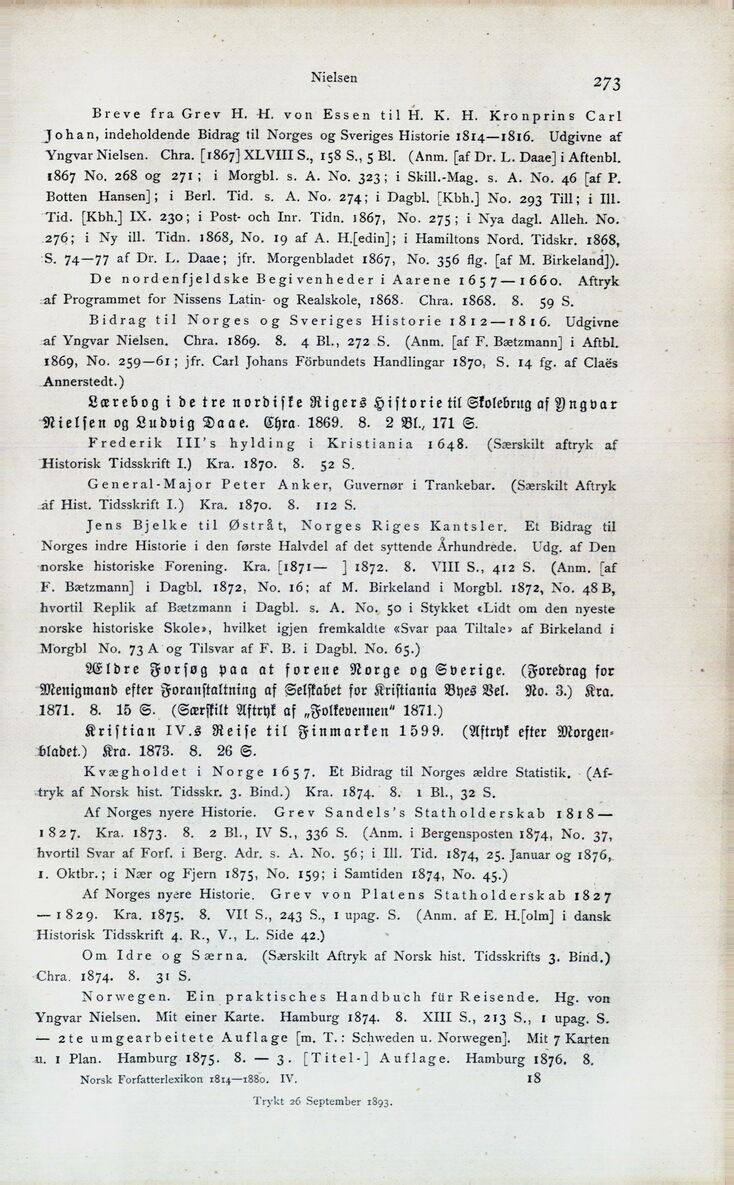 Nielsen
273
Breve fra Grev H. H. von Essen til H. K. H. Kronprins Carl
Johan, indeholdende Bidrag til Norges og Sveriges Historie 1814—1816. Udgivne af
Yngvar Nielsen. Chra. [1867] XLVIII S., 158 S., 5 Bl. (Anm. [af Dr. L. Daae] i Aftenbl.
1867 No. 268 og 271; i Morgbl. s. A. No. 323; i Skill.-Mag. s. A. No. 46 [af P.
Botten Hansen]; i Berl. Tid. s. A. No. 274; i Dagbl. [Kbh.] No. 293 Till; i Ill.
Tid. [Kbh.] IX. 230; i Post- och Inr. Tidn. 1867, No. 275; i Nya dagl. Alleh. No.
276; i Ny ill. Tidn. 1868, No. 19 af A. H.[edin]; i Hamiltons Nord. Tidskr. 1868,
S. 74—77 af Dr. L. Daae; jfr. Morgenbladet 1867, No. 356 flg. [af M. Birkeland]).
De nordenfjeldske Begivenheder i Aarene 1657—1660. Aftryk
af Programmet for Nissens Latin- og Realskole, 1868. Chra. 1868. 8. 59 S.
Bidrag til Norges og Sveriges Historie 1812—1816. Udgivne
af Yngvar Nielsen. Chra. 1869. 8. 4 Bl., 272 S. (Anm. [af F. Bætzmann] i Aftbl.
1869, No. 259—61; jfr. Carl Johans Förbundets Handlingar 1870, S. 14 fg. af Claës
Annerstedt.)
Lærebog i de tre nordiske Rigers Historie til Skolebrug af Yngvar
Nielsen og Ludvig Daae. Chra. 1869. 8. 2 Bl., 171 S.
Frederik III's hylding i Kristiania 1648. (Særskilt aftryk af
Historisk Tidsskrift I.) Kra. 1870. 8. 52 S.
General-Major Peter Anker, Guvernør i Trankebar. (Særskilt Aftryk
af Hist. Tidsskrift I.) Kra. 1870. 8. 112 S.
Jens Bjelke til Østråt, Norges Riges Kantsler. Et Bidrag til
Norges indre Historie i den første Halvdel af det syttende Århundrede. Udg. af Den
norske historiske Forening. Kra. [1871— ] 1872. 8. VIII S., 412 S. (Anm. [af
F. Bætzmann] i Dagbl. 1872, No. 16; af M. Birkeland i Morgbl. 1872, No. 48 B,
hvortil Replik af Bætzmann i Dagbl. s. A. No. 50 i Stykket «Lidt om den nyeste
norske historiske Skole», hvilket igjen fremkaldte «Svar paa Tiltale» af Birkeland i
Morgbl No. 73 A og Tilsvar af F. B. i Dagbl. No. 65.)
Ældre Forsøg paa at forene Norge og Sverige. (Foredrag for
Menigmand efter Foranstaltning af Selskabet for Kristiania Byes Vel. No. 3.) Kra.
1871. 8. 15 S. (Særskilt Aftryk af „Folkevennen" 1871.)
Kristian IV.s Reise til Finmarken 1599. (Aftryk efter Morgen-
bladet.) Kra. 1873. 8. 26 S.
Kvægholdet i Norge 1657. Et Bidrag til Norges ældre Statistik. (Af-
tryk af Norsk hist. Tidsskr. 3. Bind.) Kra. 1874. 8. 1 Bl., 32 S.
Af Norges nyere Historie. Grev Sandels's Statholderskab 1818—
1827. Kra. 1873. 8. 2 Bl., IV S., 336 S. (Anm. i Bergensposten 1874, No. 37,
hvortil Svar af Forf. i Berg. Adr. s. A. No. 56; i Ill. Tid. 1874, 25. Januar og 1876,
1. Oktbr.; i Nær og Fjern 1875, No. 159; i Samtiden 1874, No. 45.)
Af Norges nyere Historie. Grev von Platens Statholderskab 1827
—1829. Kra. 1875. 8. VII S., 243 S., 1 upag. S. (Anm. af E. H.[olm] i dansk
Historisk Tidsskrift 4. R., V., L. Side 42.)
Om Idre og Særna. (Særskilt Aftryk af Norsk hist. Tidsskrifts 3. Bind.)
Chra. 1874. 8. 31 S.
Norwegen. Ein praktisches Handbuch für Reisende. Hg. von
Yngvar Nielsen. Mit einer Karte. Hamburg 1874. 8. XIII S., 213 S., 1 upag. S.
— 2te umgearbeitete Auflage [m. T.: Schweden u. Norwegen]. Mit 7 Karten
u. 1 Plan. Hamburg 1875. 8. — 3. [Titel-] Auflage. Hamburg 1876. 8.
Norsk Forfatterlexikon 1814—1880. IV. 18
Trykt 26 September 1893.